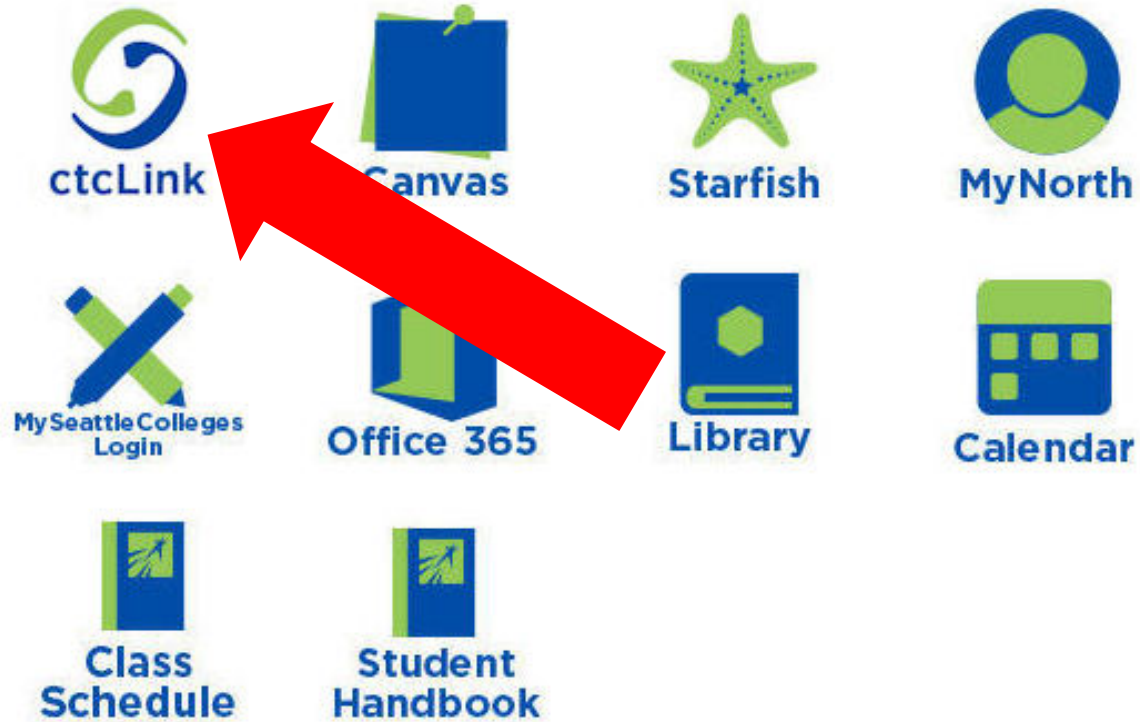 ctcLink
Canvas
Starfish
MyNorth
MySeattleColleges
Login
Office 365
Library
Calendar
Class
Schedule
Student
Handbook